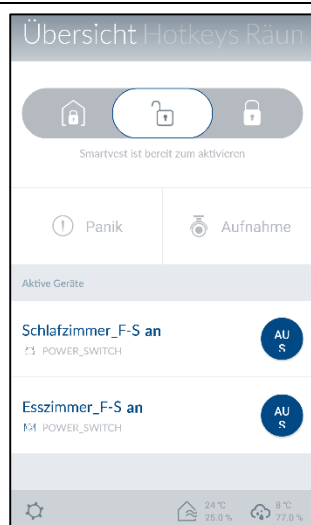 Übersicht Hotkeys Räun
Smartvest ist bereit zum aktivieren
Panik
Aufnahme
Aktive Geräte
Schlafzimmer_F-S an
AU
S
POWER_SWITCH
Esszimmer_F-S an
AU
S
POWER_SWITCH
24 °C
25.0 %
8 °C
77.0 %